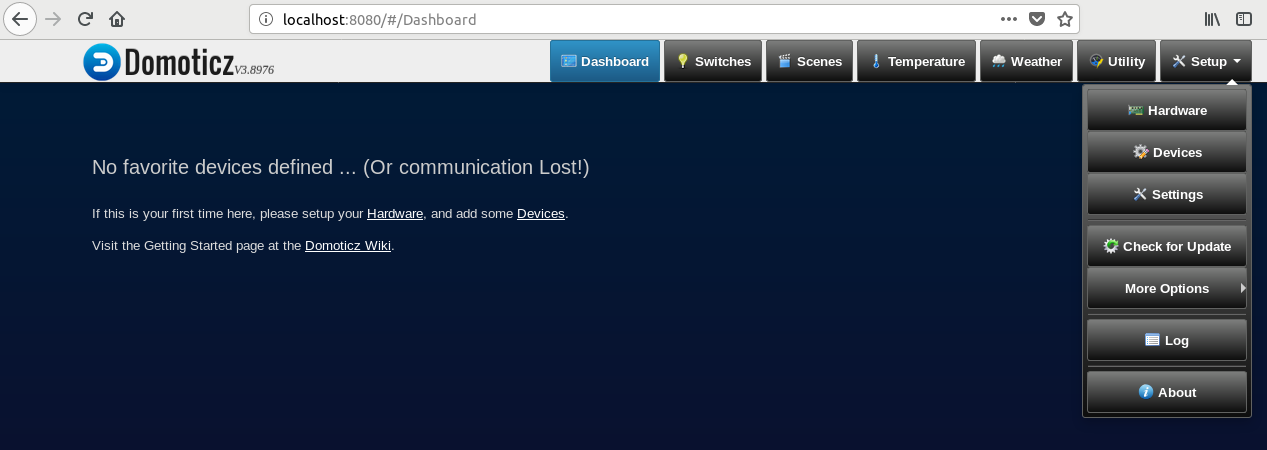 localhost:8080/#/Dashboard
Domoticz V3.8976
Dashboard Switches Scenes Temperature Weather Utility Setup
Hardware
Devices
Settings
Check for Update
More Options
Log
About
No favorite devices defined ... (Or communication Lost!)
If this is your first time here, please setup your Hardware, and add some Devices.
Visit the Getting Started page at the Domoticz Wiki.